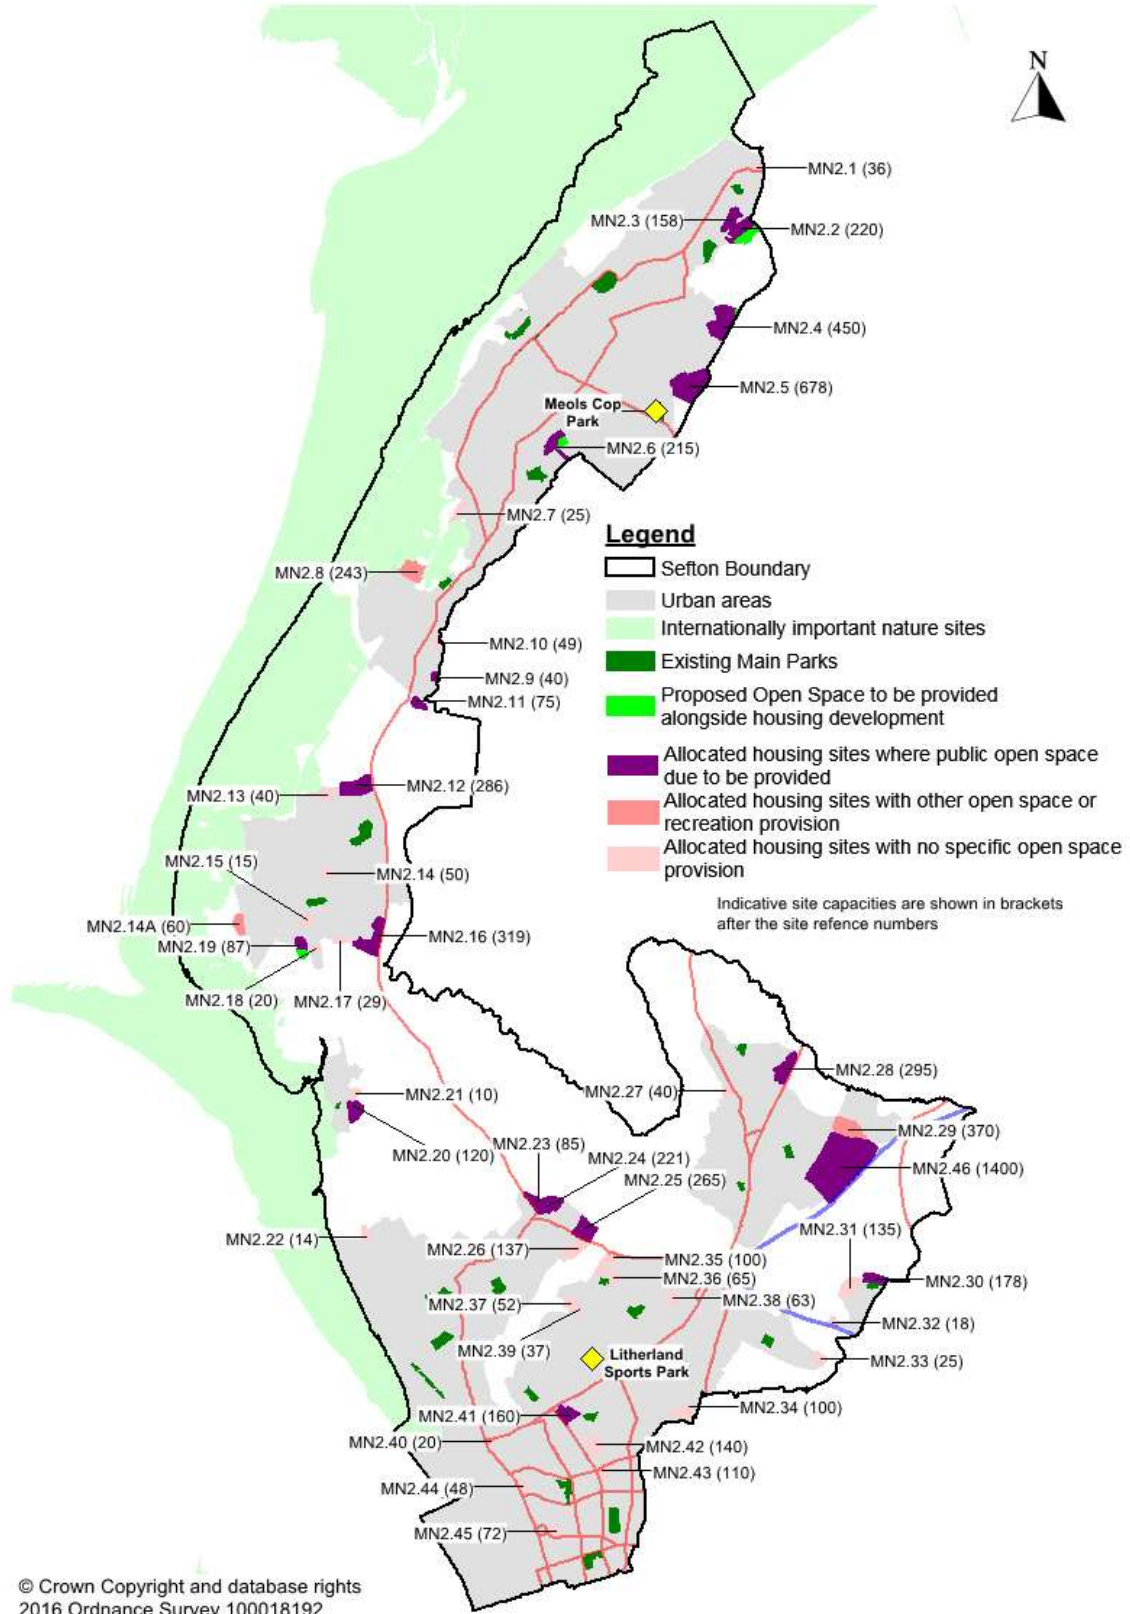 N
MN2.1 (36)
MN2.3 (158)
MN2.2 (220)
MN2.4 (450)
MN2.5 (678)
Meols Cop
Park
MN2.6 (215)
MN2.7 (25)
MN2.8 (243)
MN2.10 (49)
MN2.9 (40)
MN2.11 (75)
Legend
Sefton Boundary
Urban areas
Internationally important nature sites
Existing Main Parks
Proposed Open Space to be provided
alongside housing development
Allocated housing sites where public open space
due to be provided
Allocated housing sites with other open space or
recreation provision
Allocated housing sites with no specific open space
provision
Indicative site capacities are shown in brackets
after the site refence numbers
MN2.12 (286)
MN2.13 (40)
MN2.15 (15)
MN2.14 (50)
MN2.14A (60)
MN2.16 (319)
MN2.19 (87)
MN2.18 (20)
MN2.17 (29)
MN2.28 (295)
MN2.27 (40)
MN2.21 (10)
MN2.29 (370)
MN2.20 (120)
MN2.23 (85)
MN2.24 (221)
MN2.46 (1400)
MN2.25 (265)
MN2.31 (135)
MN2.22 (14)
MN2.26 (137)
MN2.35 (100)
MN2.36 (65)
MN2.30 (178)
MN2.37 (52)
MN2.38 (63)
MN2.32 (18)
MN2.39 (37)
Litherland
Sports Park
MN2.33 (25)
MN2.34 (100)
MN2.41 (160)
MN2.40 (20)
MN2.42 (140)
MN2.43 (110)
MN2.44 (48)
MN2.45 (72)
© Crown Copyright and database rights
2016 Ordnance Survey 100018192